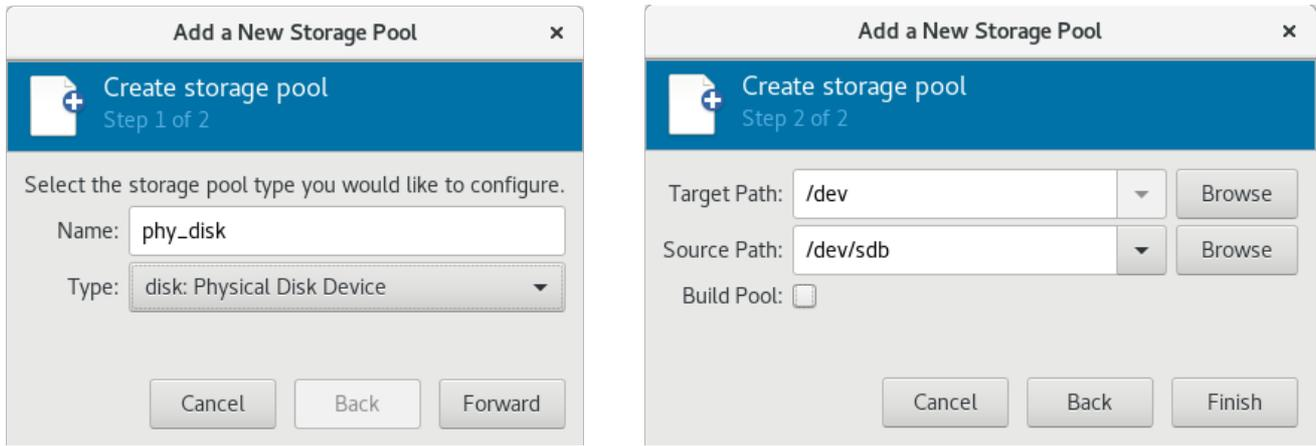 Add a New Storage Pool ×
Create storage pool
Step 1 of 2
Select the storage pool type you would like to configure.
Name: phy_disk
Type: disk: Physical Disk Device
Cancel Back Forward
Add a New Storage Pool ×
Create storage pool
Step 2 of 2
Target Path: /dev Browse
Source Path: /dev/sdb Browse
Build Pool:
Cancel Back Finish